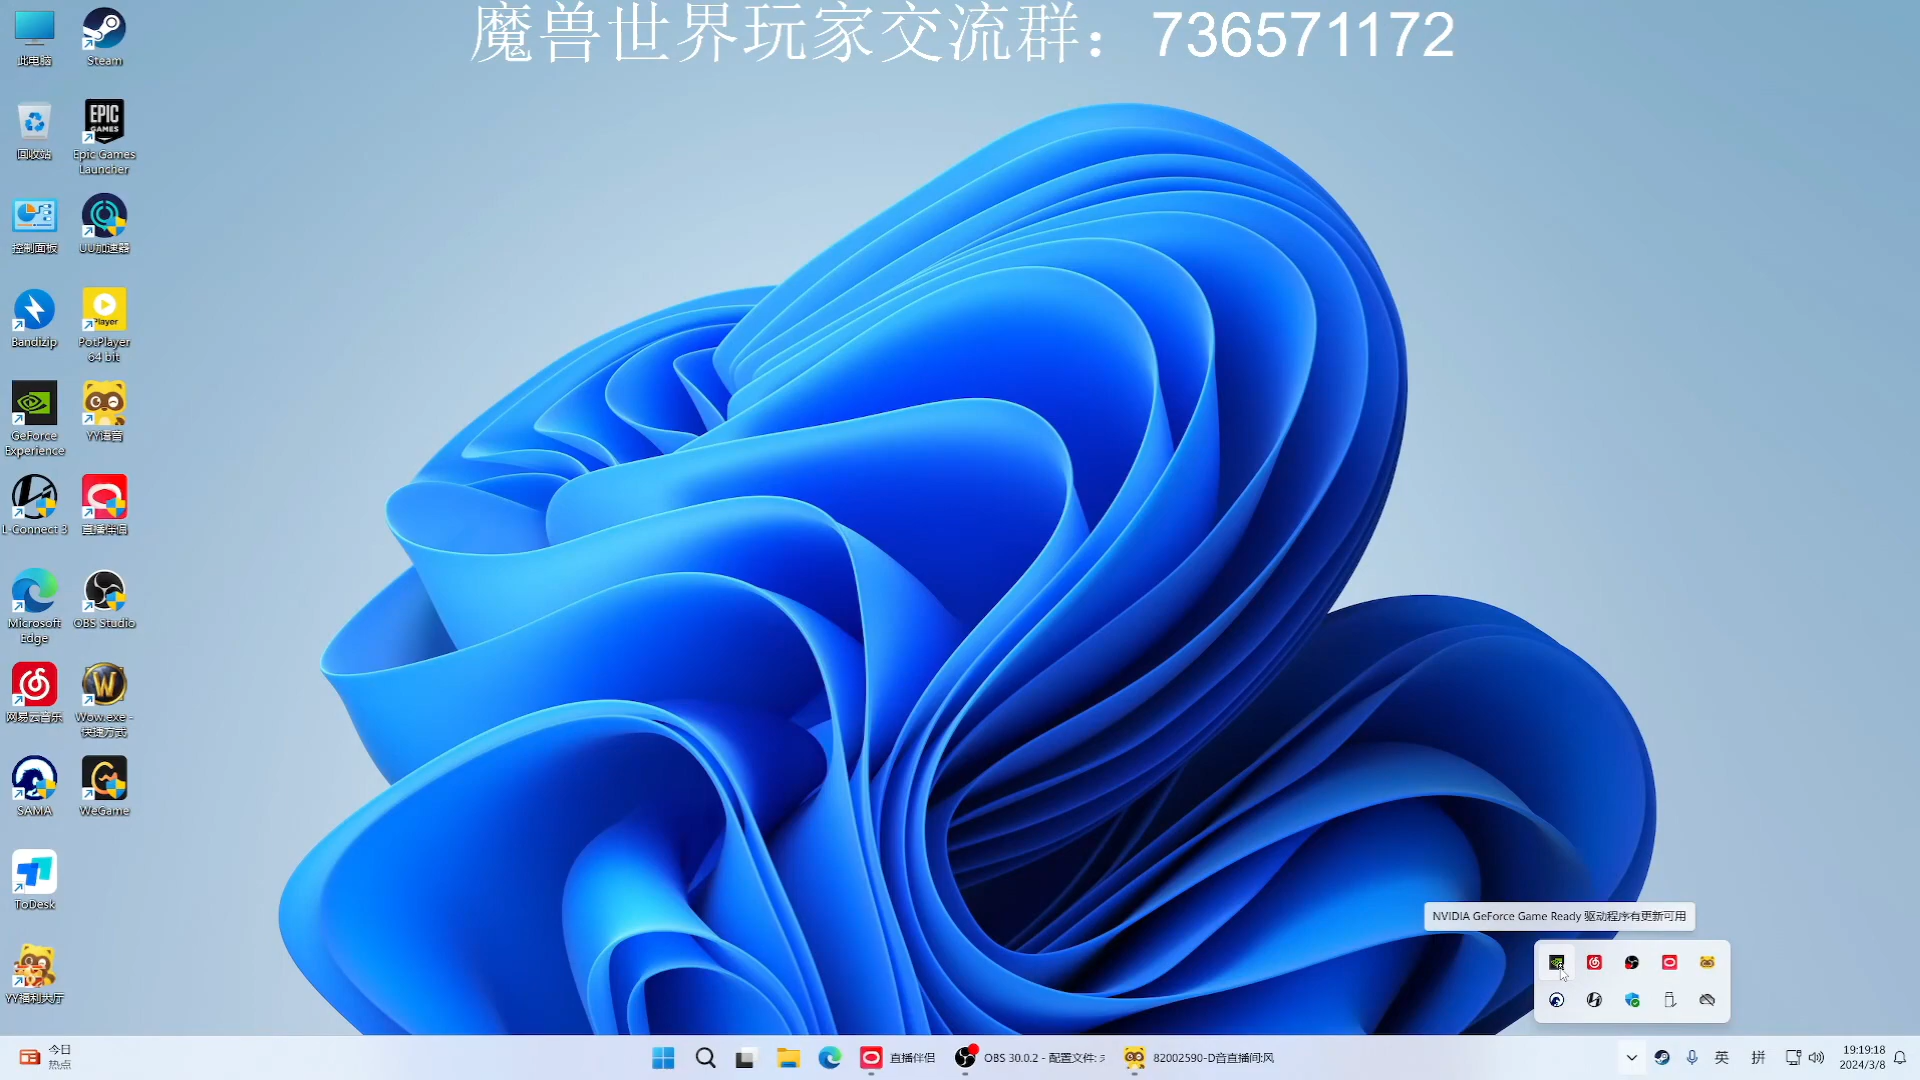 魔兽世界玩家交流群：736571172
此电脑
Steam
回收站
EPIC
GAMES
Epic Games
Launcher
控制面板
UU加速器
Bandizip
Player
PotPlayer
64 bit
GeForce
Experience
YY语音
L-Connect 3
直播伴侣
Microsoft
Edge
OBS Studio
网易云音乐
W
Wow.exe -
快捷方式
SAMA
WeGame
ToDesk
YY福利大厅
NVIDIA GeForce Game Ready 驱动程序有更新可用
今日
热点
直播伴侣
OBS 30.0.2 - 配置文件:
82002590-D音直播间:风
英
拼
19:19:18
2024/3/8